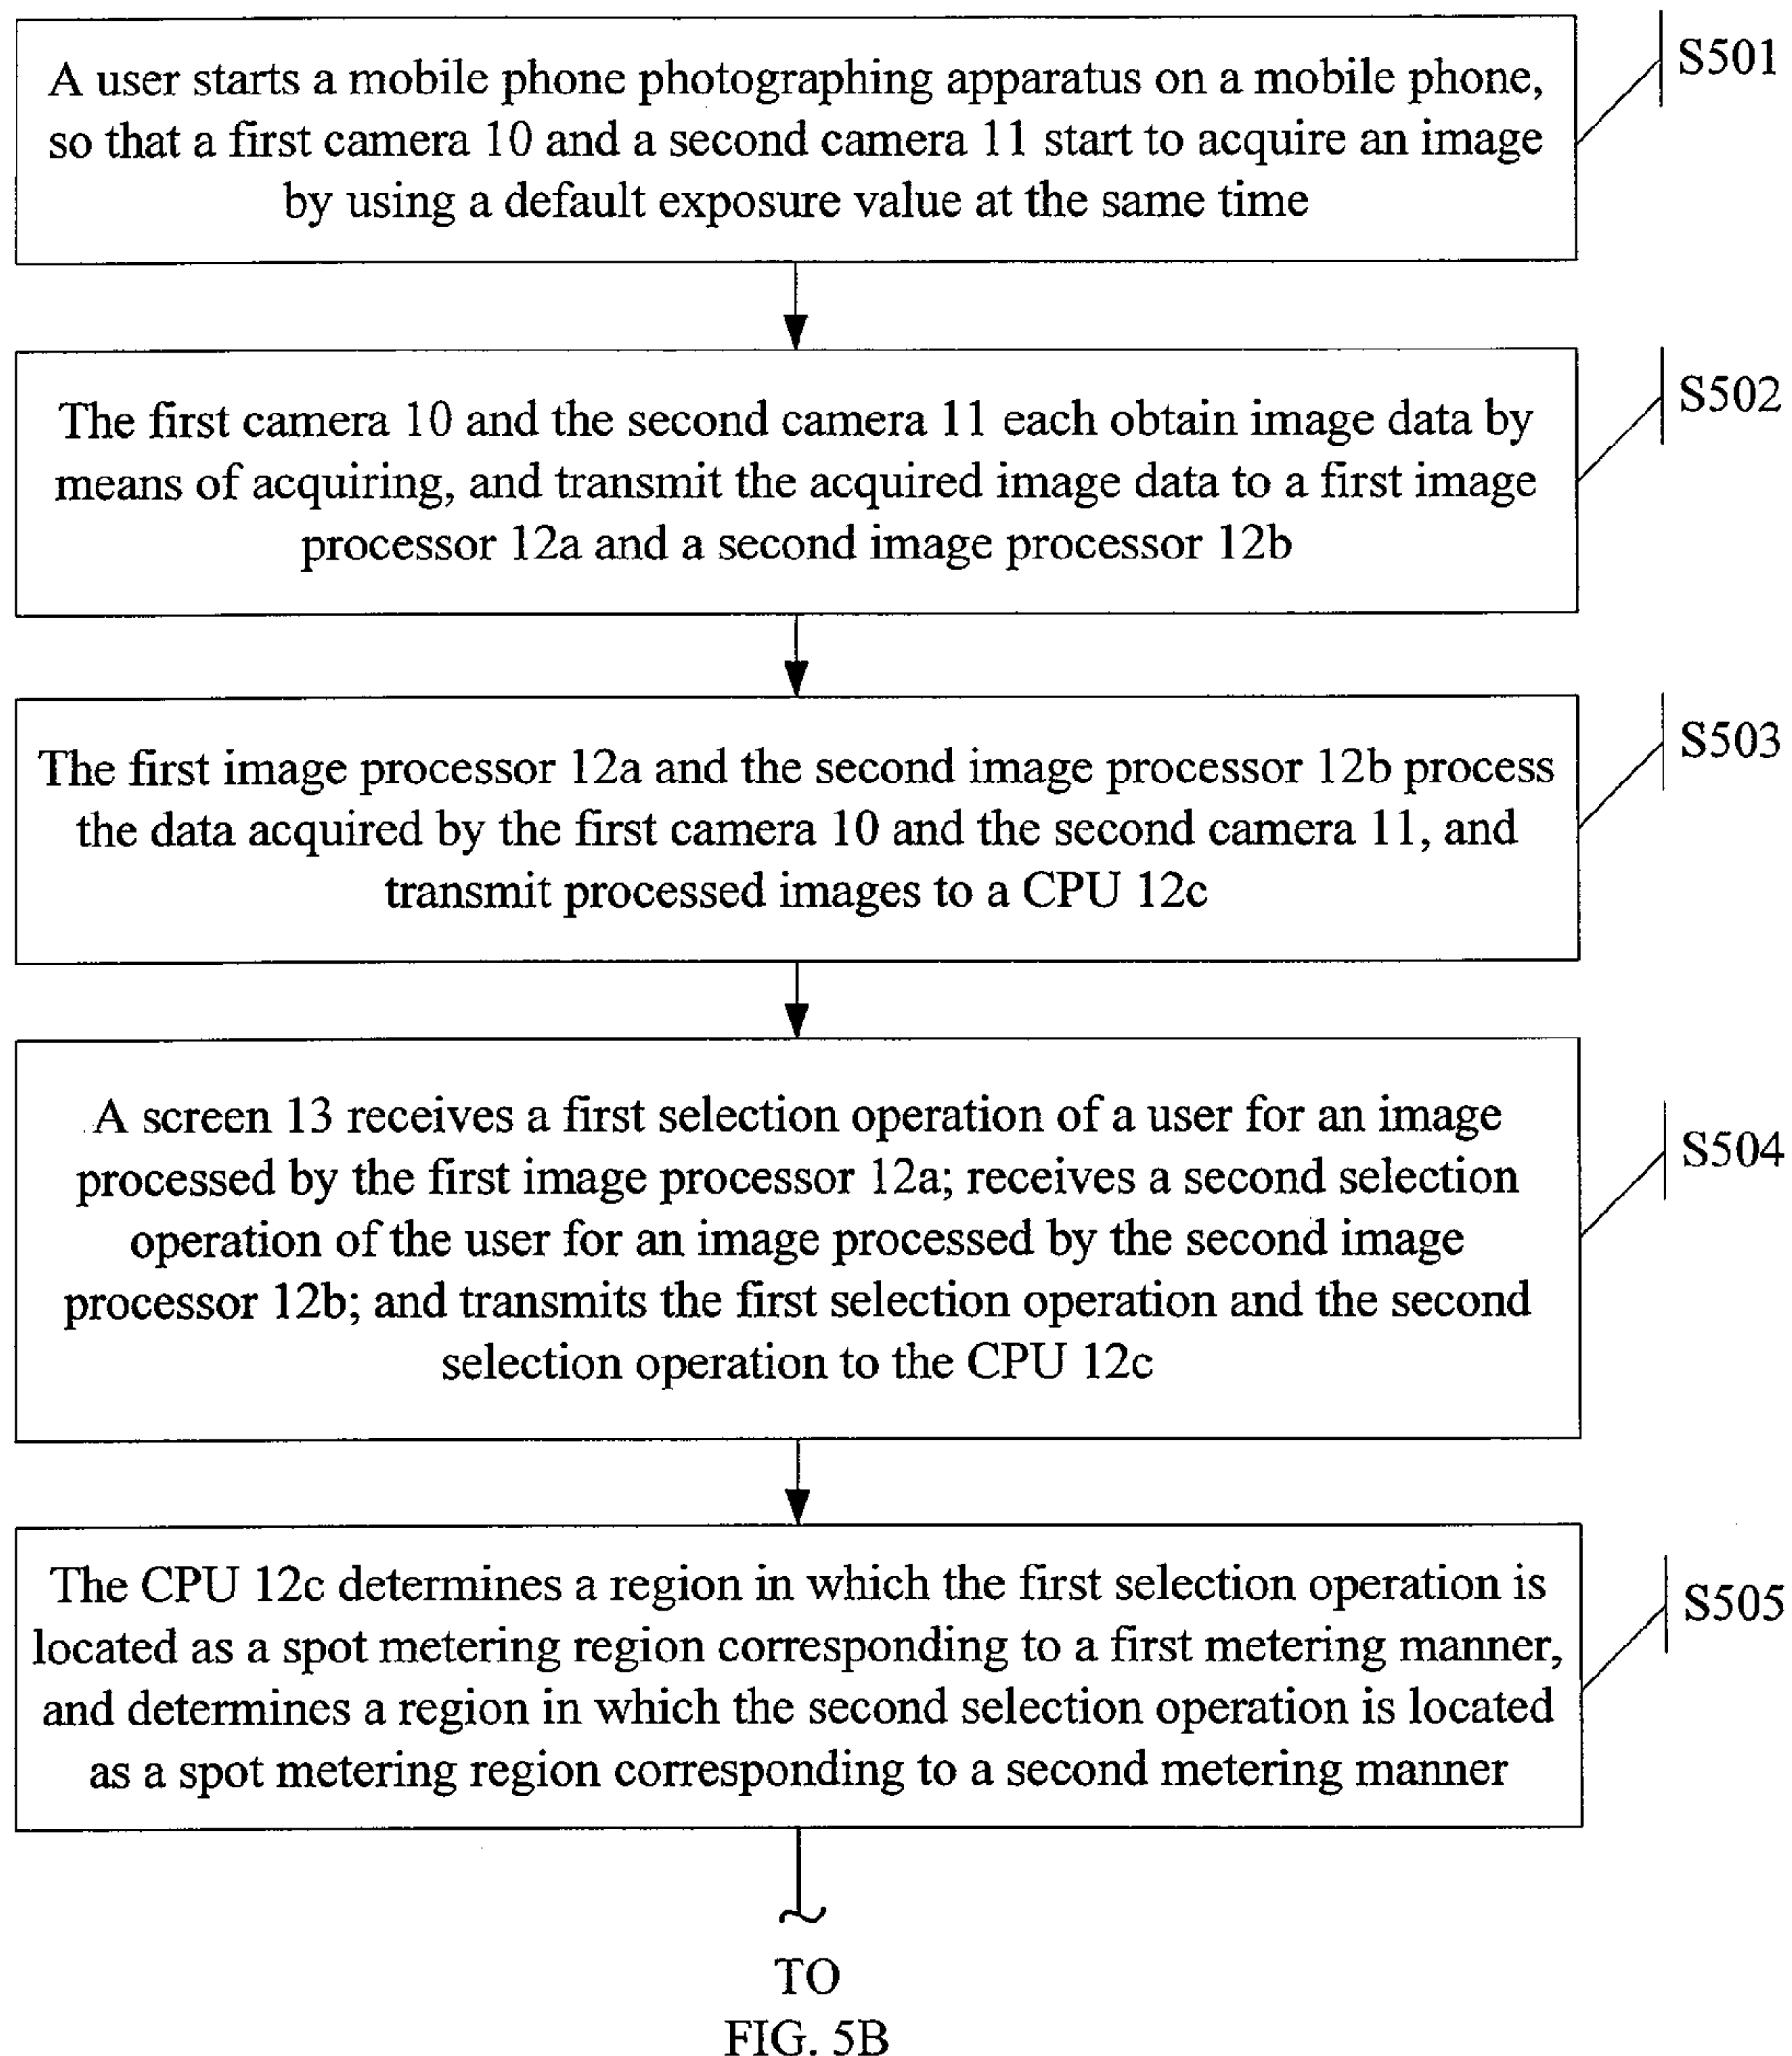 A user starts a mobile phone photographing apparatus on a mobile phone,
so that a first camera 10 and a second camera 11 start to acquire an image
by using a default exposure value at the same time
S501
The first camera 10 and the second camera 11 each obtain image data by
means of acquiring, and transmit the acquired image data to a first image
processor 12a and a second image processor 12b
S502
The first image processor 12a and the second image processor 12b process
the data acquired by the first camera 10 and the second camera 11, and
transmit processed images to a CPU 12c
S503
A screen 13 receives a first selection operation of a user for an image
processed by the first image processor 12a; receives a second selection
operation of the user for an image processed by the second image
processor 12b; and transmits the first selection operation and the second
selection operation to the CPU 12c
S504
The CPU 12c determines a region in which the first selection operation is
located as a spot metering region corresponding to a first metering manner,
and determines a region in which the second selection operation is located
as a spot metering region corresponding to a second metering manner
S505
TO
FIG. 5B